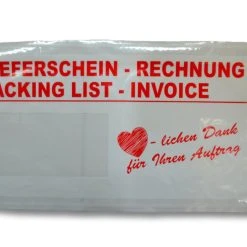 EFERSCHEIN - RECHNUNG
ACKING LIST - INVOICE
- lichen Dank
für Ihren Auftrag